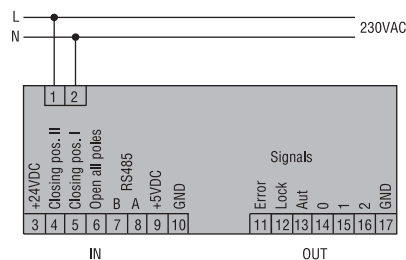 L
230VAC
N
1 2
Signals
+24VDC
Closing pos. II
Closing pos. I
Open all poles
B
RS485
A
+5VDC
GND
Error
Lock
Aut
0
1
2
GND
3 4 5 6 7 8 9 10
11 12 13 14 15 16 17
IN
OUT